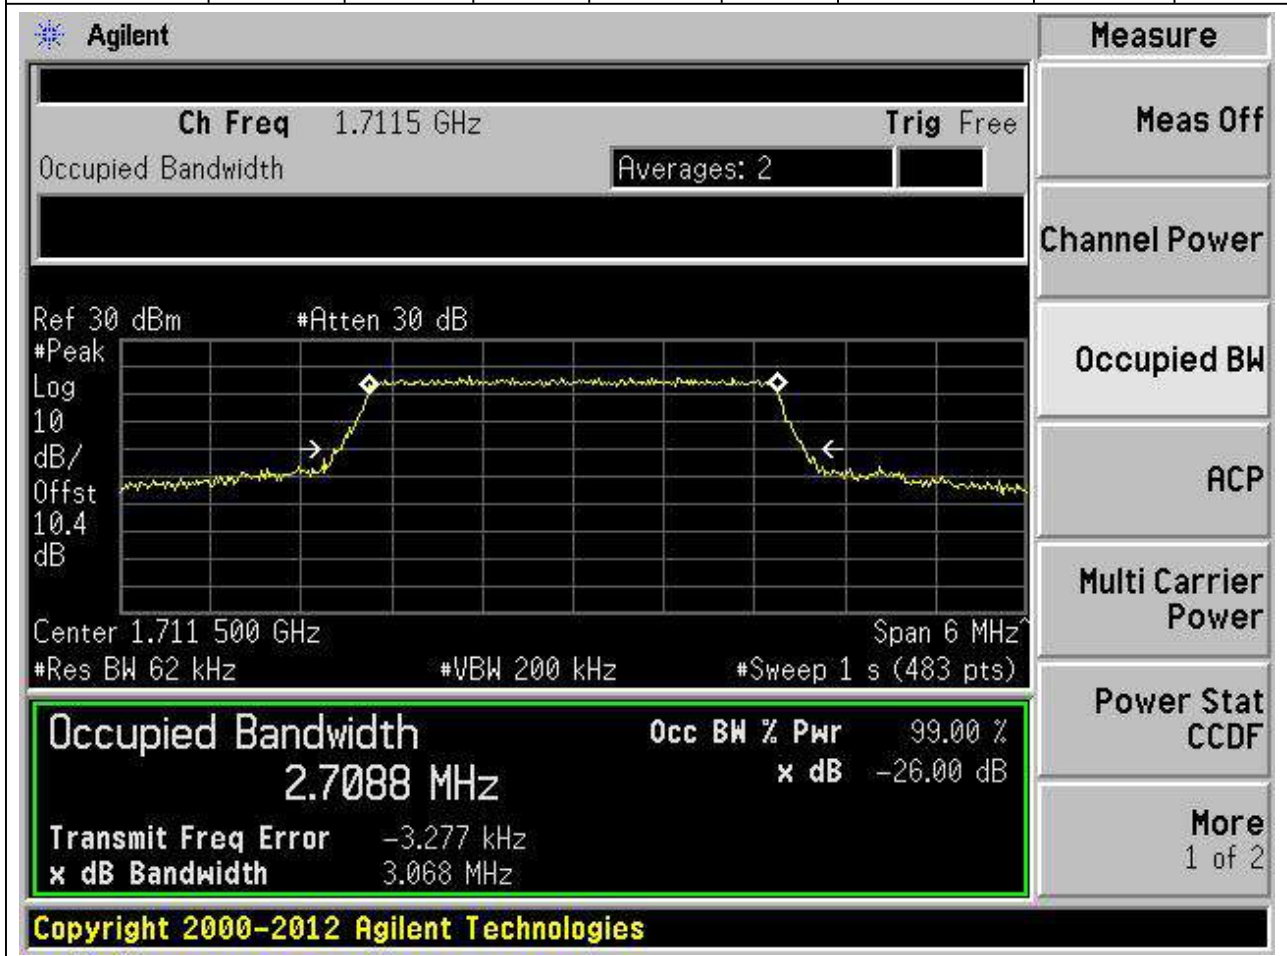 Agilent
Measure
Ch Freq 1.7115 GHz Trig Free
Meas Off
Occupied Bandwidth Averages: 2
Channel Power
Ref 30 dBm #Atten 30 dB
#Peak
Log
10
dB/
Offst
10.4
dB
Occupied BW
ACP
Multi Carrier
Power
Center 1.711 500 GHz Span 6 MHz^
#Res BW 62 kHz #VBW 200 kHz #Sweep 1 s (483 pts)
Power Stat
CCDF
Occupied Bandwidth Occ BW % Pwr 99.00 %
2.7088 MHz x dB -26.00 dB
Transmit Freq Error -3.277 kHz
x dB Bandwidth 3.068 MHz
More
1 of 2
Copyright 2000-2012 Agilent Technologies